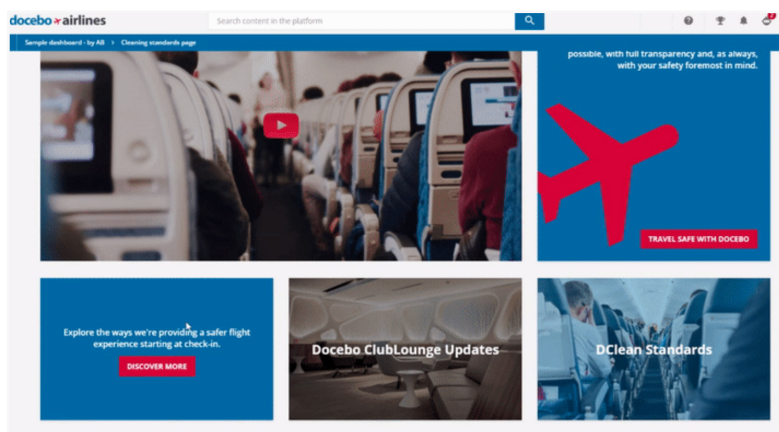 docebo airlines
Search content in the platform
Sample dashboard - by AB > Cleaning standards page
possible, with full transparency and, as always,
with your safety foremost in mind.
TRAVEL SAFE WITH DOCEBO
Explore the ways we're providing a safer flight
experience starting at check-in.
DISCOVER MORE
Docebo ClubLounge Updates
DClean Standards